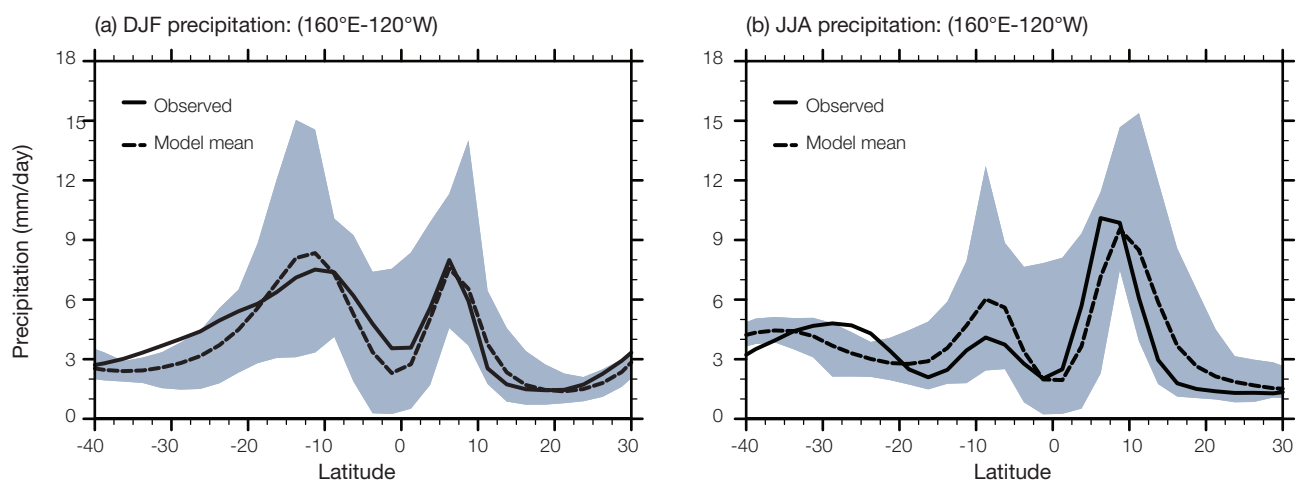 (a) DJF precipitation: (160°E-120°W)
18
15
12
9
6
3
0
Precipitation (mm/day)
Observed
Model mean
-40 -30 -20 -10 0 10 20 30
Latitude
(b) JJA precipitation: (160°E-120°W)
18
15
12
9
6
3
0
Observed
Model mean
-40 -30 -20 -10 0 10 20 30
Latitude